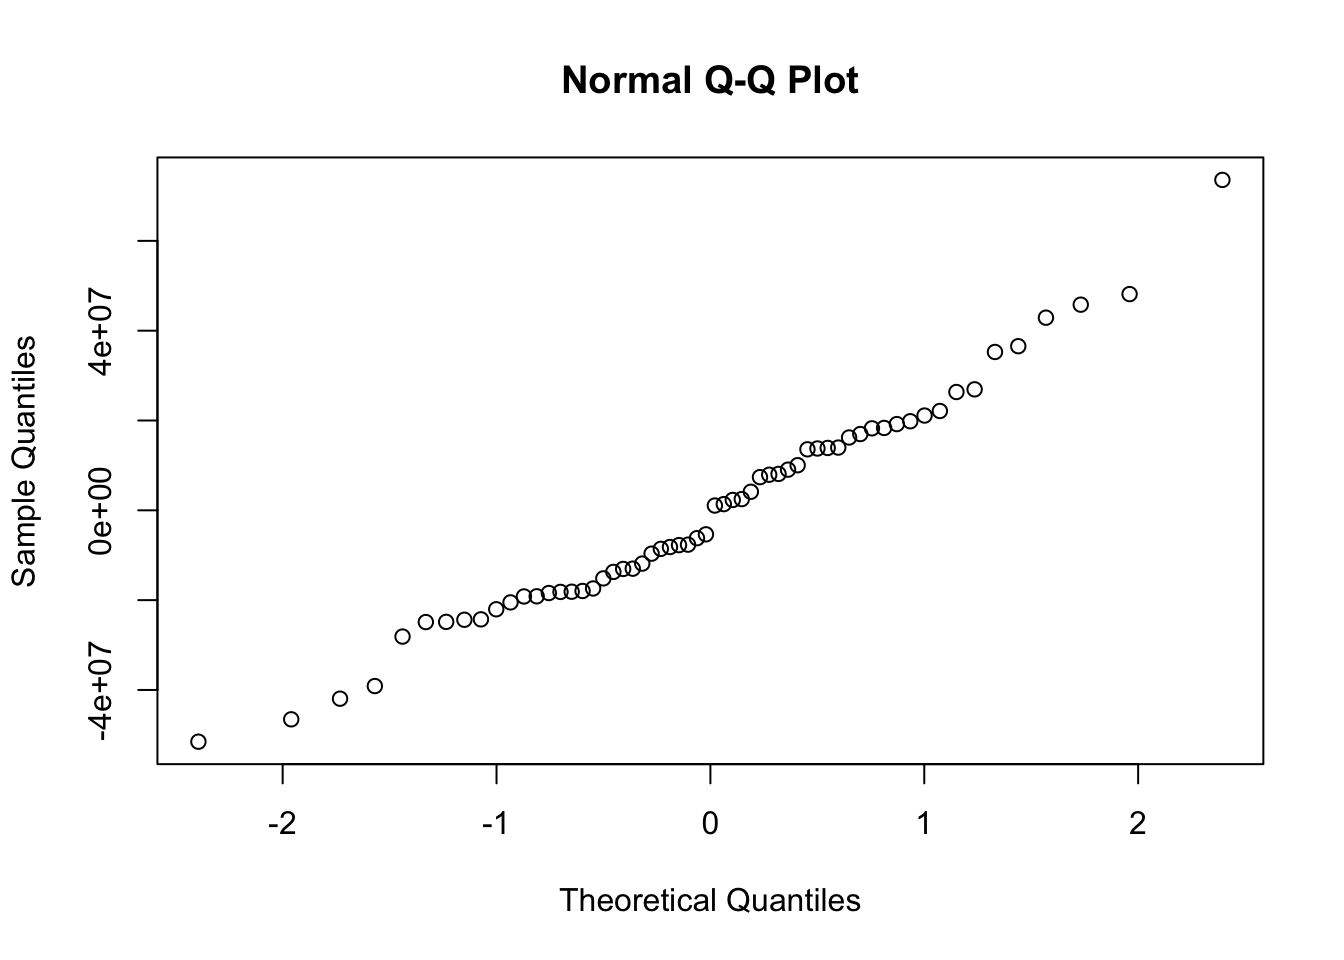 Normal Q-Q Plot
Sample Quantiles
4e+07
0e+00
-4e+07
-2 -1 0 1 2
Theoretical Quantiles